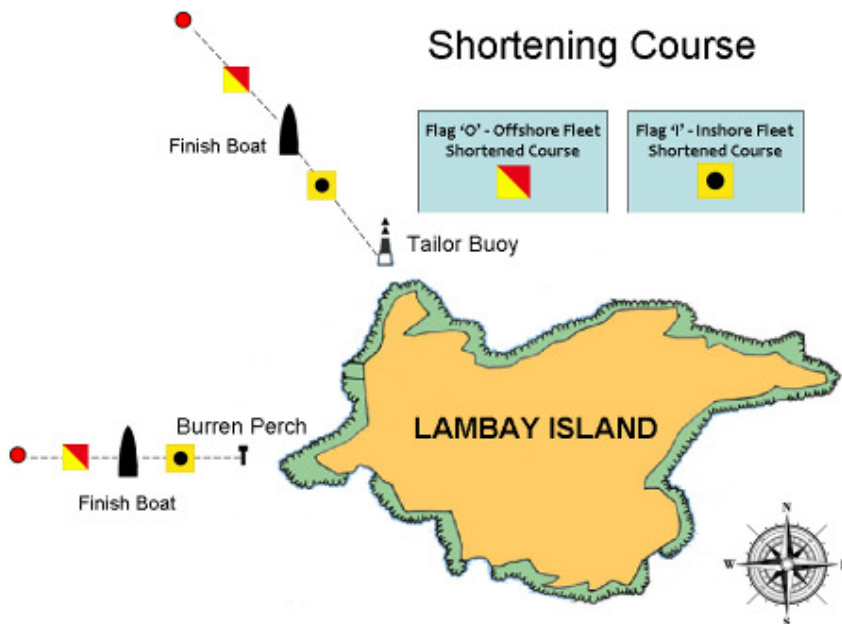 Shortening Course
Flag 'O' - Offshore Fleet
Shortened Course
Flag 'I' - Inshore Fleet
Shortened Course
Finish Boat
Tailor Buoy
Burren Perch
LAMBAY ISLAND
Finish Boat
N
W
E
S